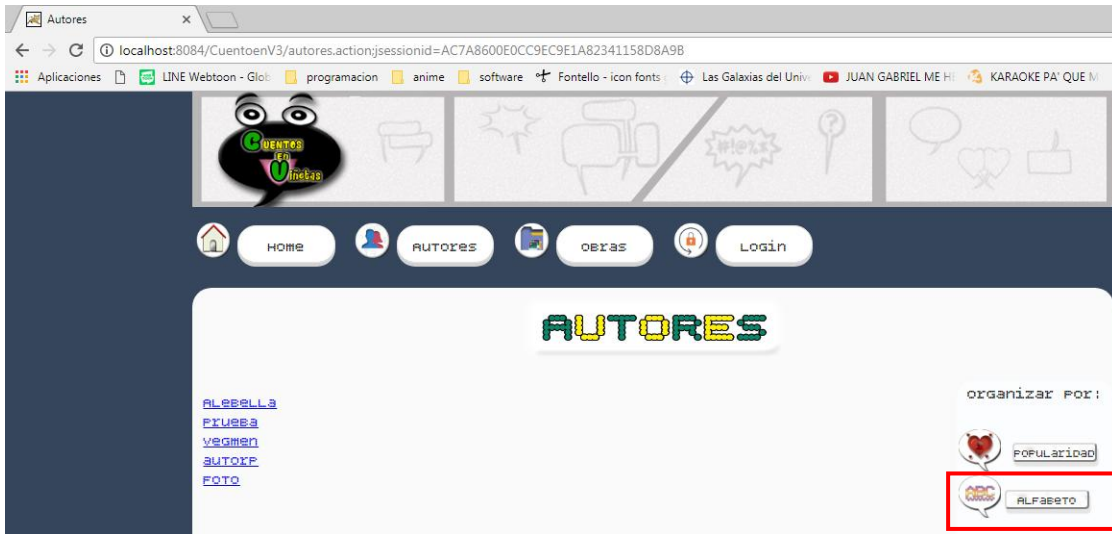 Autores
localhost:8084/CuentoenV3/autores.action;jsessionid=AC7A8600E0CC9EC9E1A82341158D8A9B
Aplicaciones LINE Webtoon - Glob programacion anime software Fontello - icon fonts Las Galaxias del Unive JUAN GABRIEL ME H KARAOKE PA' QUE M
Cuentos
en
Viñetas
#!@%*
?
Home Autores Obras Login
AUTORES
organizar por:
alebella
prueba
vegmen
autorp
foto
popularidad
ABC
alfabeto